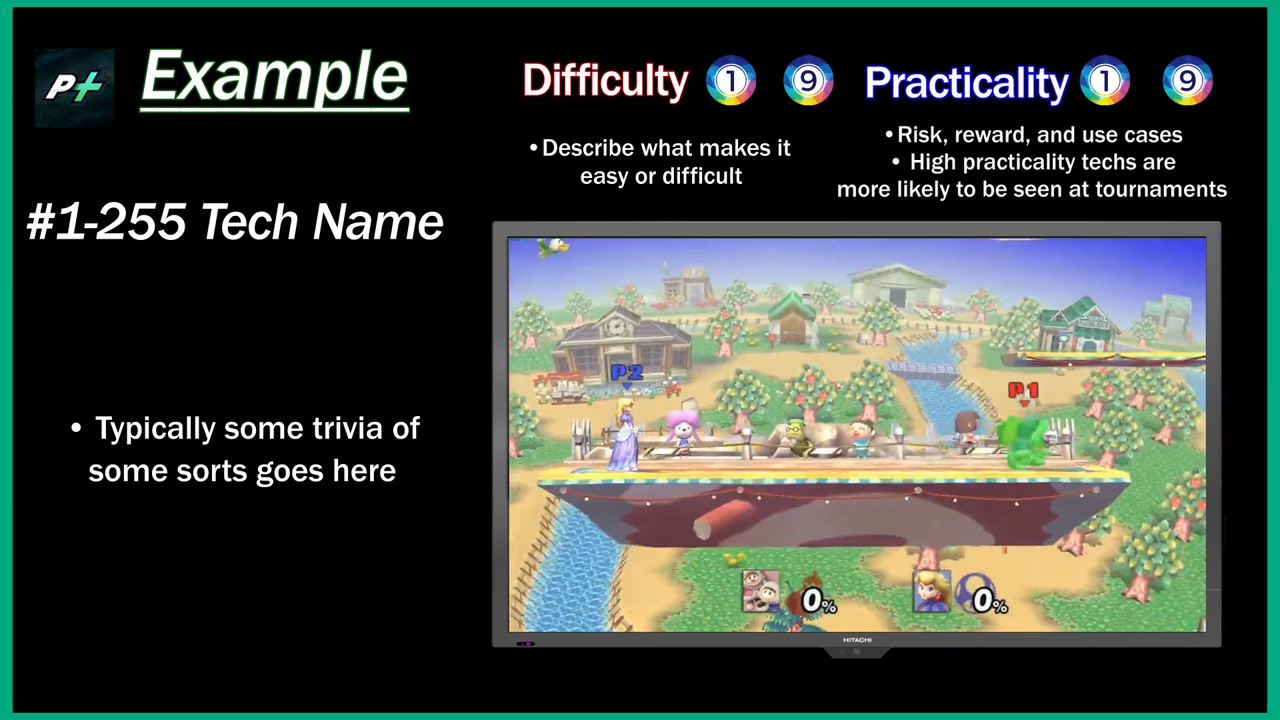 P+
Example
Difficulty 1 9
Practicality 1 9
•Describe what makes it
easy or difficult
•Risk, reward, and use cases
• High practicality techs are
more likely to be seen at tournaments
#1-255 Tech Name
• Typically some trivia of
some sorts goes here
P2
P1
0%
0%
HITACHI